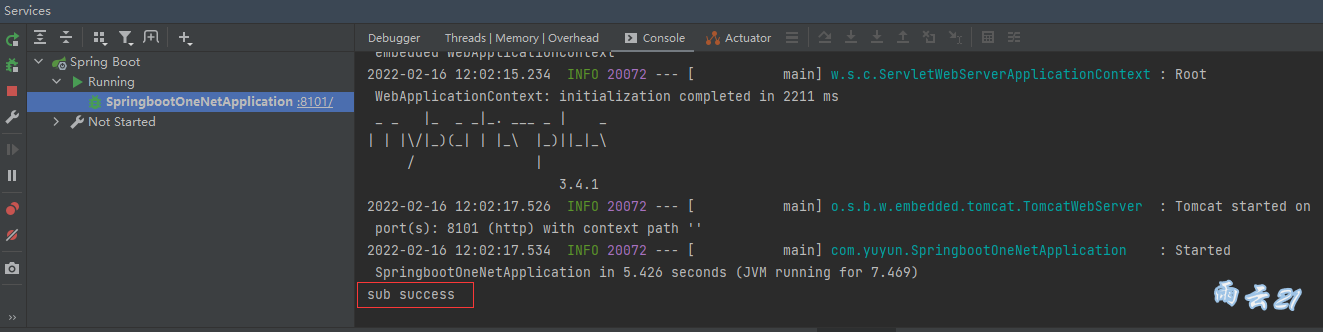 Services
Debugger Threads | Memory | Overhead Console Actuator
Spring Boot
Running
SpringbootOneNetApplication :8101/
Not Started
embedded WebApplicationContext
2022-02-16 12:02:15.234  INFO 20072 --- [           main] w.s.c.ServletWebServerApplicationContext : Root
 WebApplicationContext: initialization completed in 2211 ms
 _ _   |_  _ _|_. ___ _ |    _
| | |\/|_)(_| | |_\  |_)||_|_\
     /               |
                        3.4.1
2022-02-16 12:02:17.526  INFO 20072 --- [           main] o.s.b.w.embedded.tomcat.TomcatWebServer  : Tomcat started on
 port(s): 8101 (http) with context path ''
2022-02-16 12:02:17.534  INFO 20072 --- [           main] com.yuyun.SpringbootOneNetApplication    : Started
 SpringbootOneNetApplication in 5.426 seconds (JVM running for 7.469)
sub success
雨云21